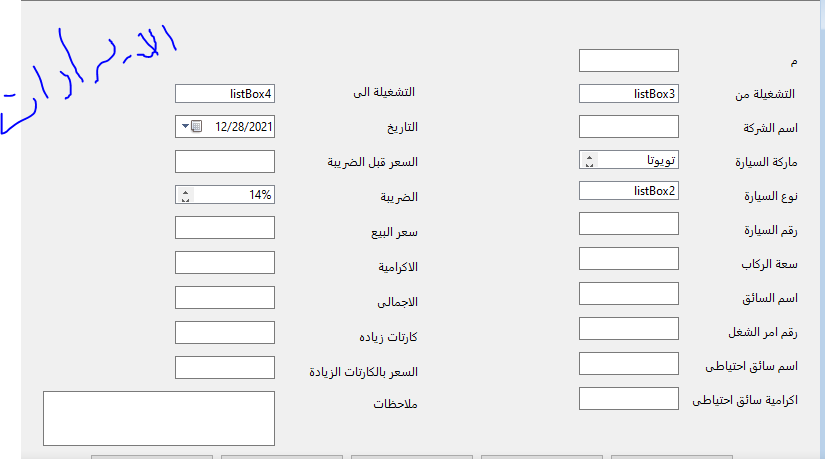 الايرادات
م
التشغيلة من
listBox3
اسم الشركة
ماركة السيارة
تويوتا
نوع السيارة
listBox2
رقم السيارة
سعة الركاب
اسم السائق
رقم امر الشغل
اسم سائق احتياطى
اكرامية سائق احتياطى
التشغيلة الى
listBox4
التاريخ
12/28/2021
السعر قبل الضريبة
الضريبة
14%
سعر البيع
الاكرامية
الاجمالى
كارتات زياده
السعر بالكارتات الزيادة
ملاحظات